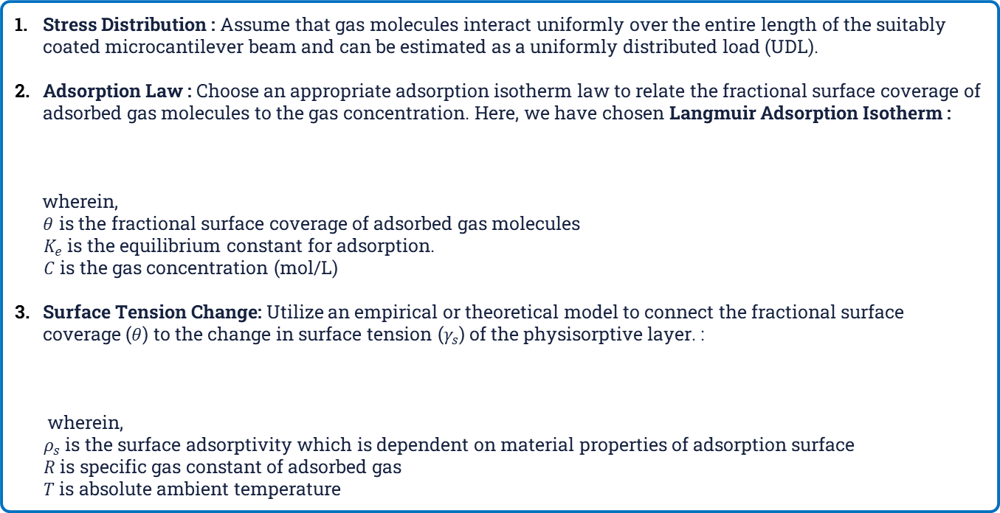 1. Stress Distribution : Assume that gas molecules interact uniformly over the entire length of the suitably
coated microcantilever beam and can be estimated as a uniformly distributed load (UDL).
2. Adsorption Law : Choose an appropriate adsorption isotherm law to relate the fractional surface coverage of
adsorbed gas molecules to the gas concentration. Here, we have chosen Langmuir Adsorption Isotherm :
wherein,
θ is the fractional surface coverage of adsorbed gas molecules
Kₑ is the equilibrium constant for adsorption.
C is the gas concentration (mol/L)
3. Surface Tension Change: Utilize an empirical or theoretical model to connect the fractional surface
coverage (θ) to the change in surface tension (γₛ) of the physisorptive layer. :
wherein,
ρₛ is the surface adsorptivity which is dependent on material properties of adsorption surface
R is specific gas constant of adsorbed gas
T is absolute ambient temperature